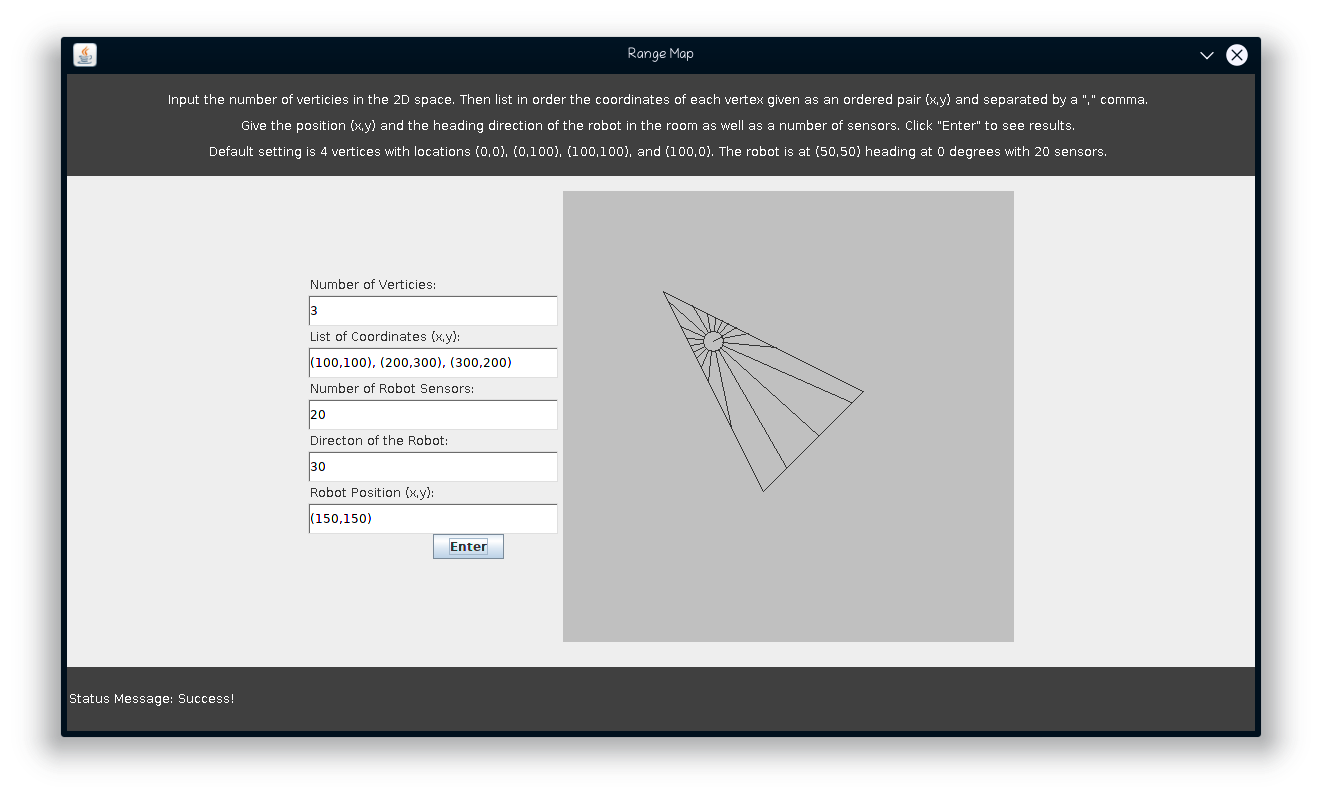 Range Map
Input the number of verticies in the 2D space. Then list in order the coordinates of each vertex given as an ordered pair (x,y) and separated by a "," comma.
Give the position (x,y) and the heading direction of the robot in the room as well as a number of sensors. Click "Enter" to see results.
Default setting is 4 vertices with locations (0,0), (0,100), (100,100), and (100,0). The robot is at (50,50) heading at 0 degrees with 20 sensors.
Number of Verticies:
3
List of Coordinates (x,y):
(100,100), (200,300), (300,200)
Number of Robot Sensors:
20
Directon of the Robot:
30
Robot Position (x,y):
(150,150)
Enter
Status Message: Success!